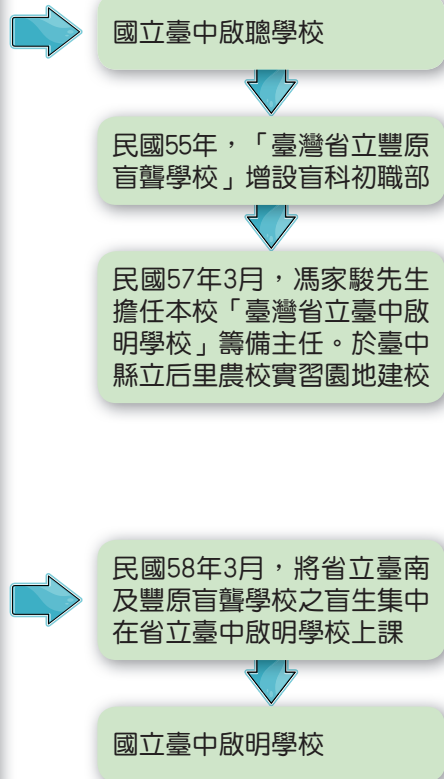 國立臺中啟聰學校
民國55年，「臺灣省立豐原
盲聾學校」增設盲科初職部
民國57年3月，馮家駿先生
擔任本校「臺灣省立臺中啟
明學校」籌備主任。於臺中
縣立后里農校實習園地建校
民國58年3月，將省立臺南
及豐原盲聾學校之盲生集中
在省立臺中啟明學校上課
國立臺中啟明學校